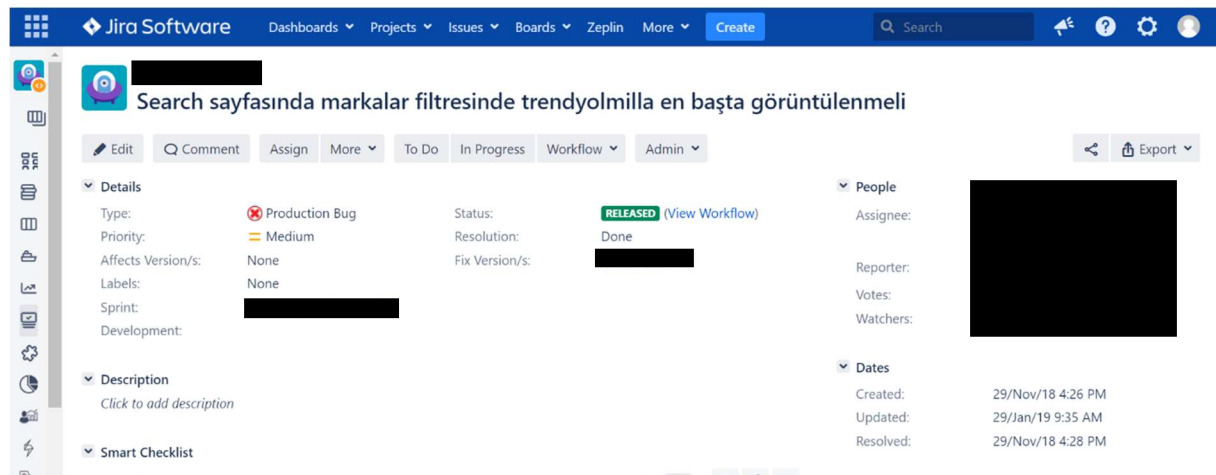 Jira Software Dashboards Projects Issues Boards Zeplin More Create Search
Search sayfasında markalar filtresinde trendyolmilla en başta görüntülenmeli
Edit Comment Assign More To Do In Progress Workflow Admin Export
Details
Type: Production Bug
Priority: Medium
Affects Version/s: None
Labels: None
Sprint:
Development:
Status: RELEASED (View Workflow)
Resolution: Done
Fix Version/s:
Description
Click to add description
Smart Checklist
People
Assignee:
Reporter:
Votes:
Watchers:
Dates
Created: 29/Nov/18 4:26 PM
Updated: 29/Jan/19 9:35 AM
Resolved: 29/Nov/18 4:28 PM